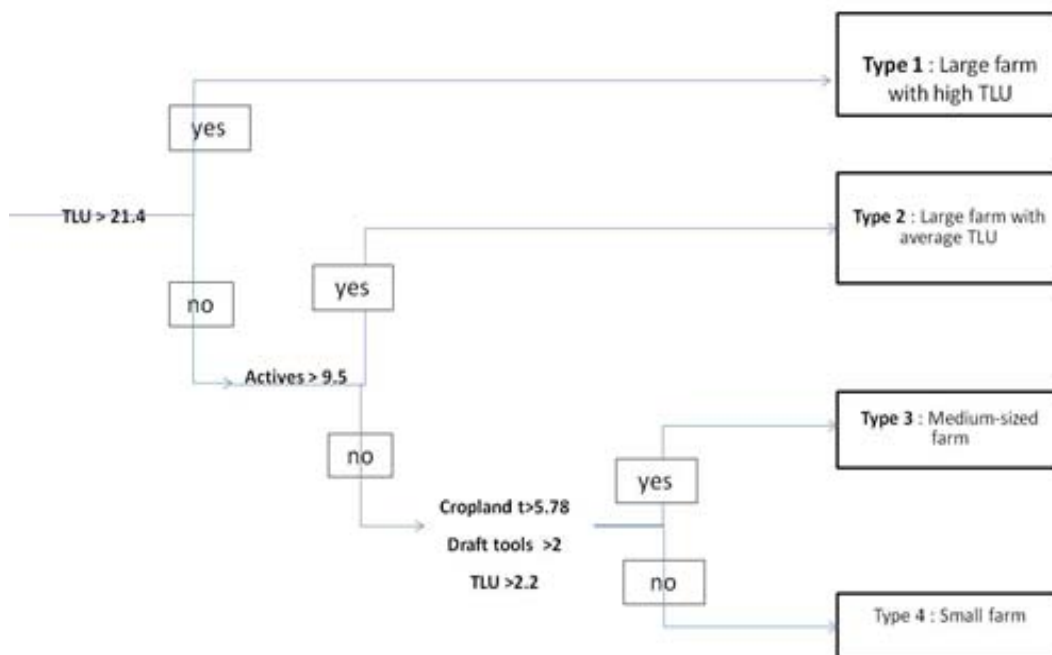 Type 1 : Large farm
with high TLU
yes
TLU > 21.4
Type 2 : Large farm with
average TLU
yes
no
Actives > 9.5
Type 3 : Medium-sized
farm
no
yes
Cropland t>5.78
Draft tools >2
TLU >2.2
no
Type 4 : Small farm